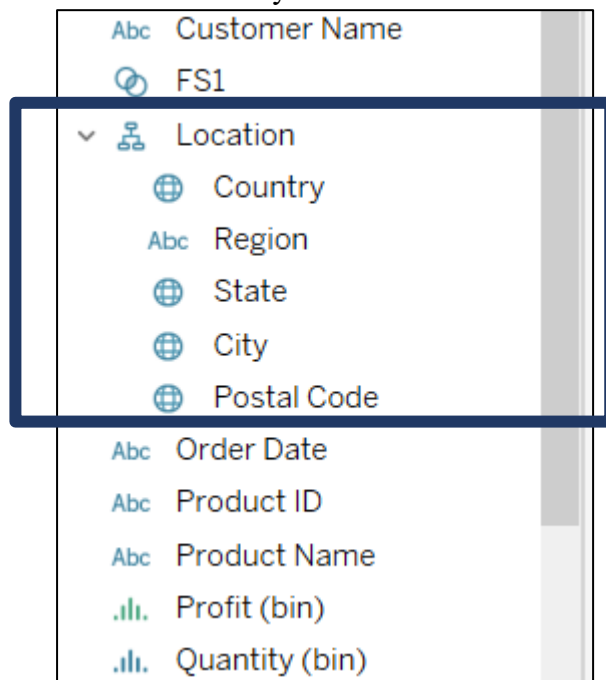 Abc Customer Name
FS1
Location
Country
Abc Region
State
City
Postal Code
Abc Order Date
Abc Product ID
Abc Product Name
Profit (bin)
Quantity (bin)